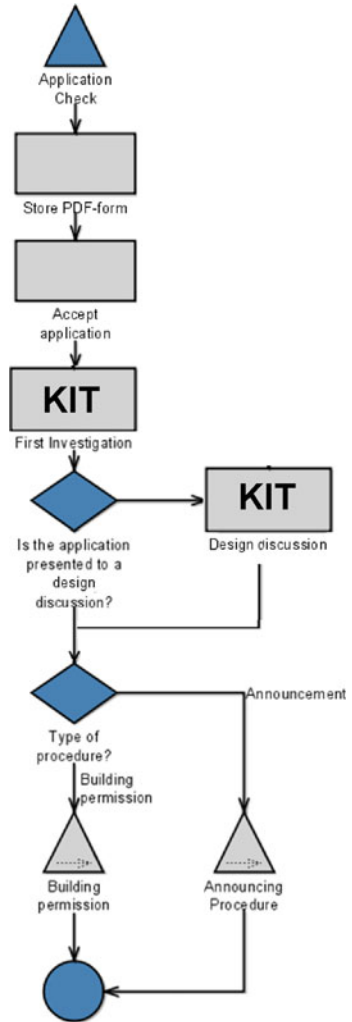 Application
Check
Store PDF-form
Accept
application
KIT
First Investigation
KIT
Design discussion
Is the application
presented to a
design
discussion?
Announcement
Type of
procedure?
Building
permission
Building
permission
Announcing
Procedure